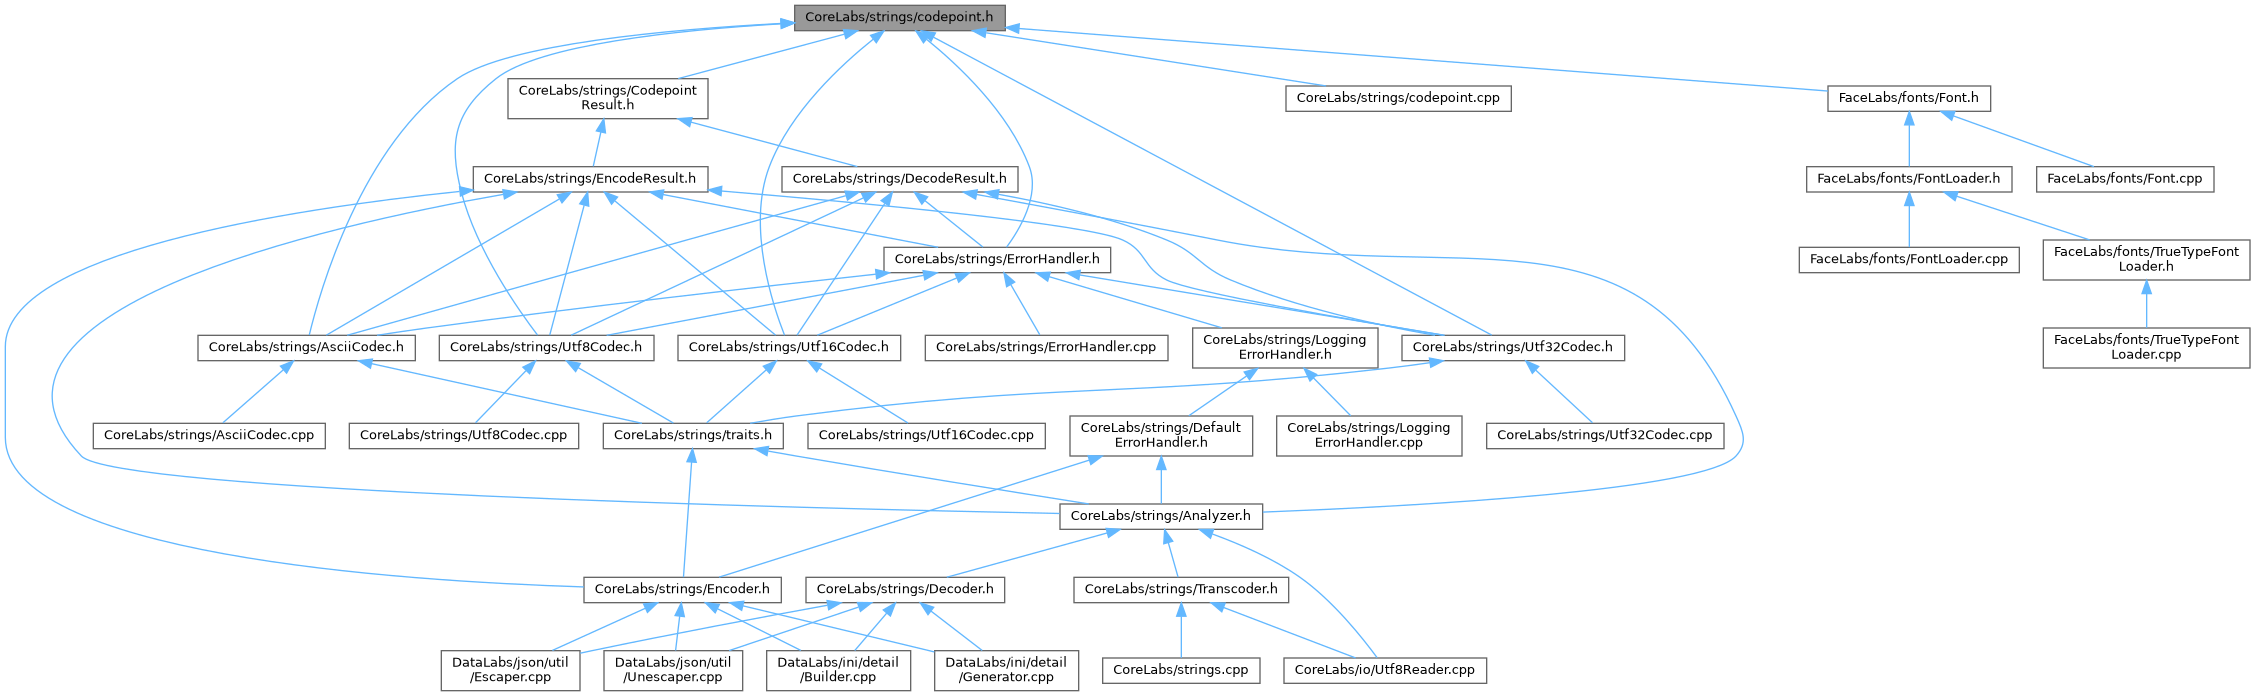 CoreLabs/strings/codepoint.h
CoreLabs/strings/Codepoint
Result.h
CoreLabs/strings/codepoint.cpp
FaceLabs/fonts/Font.h
CoreLabs/strings/EncodeResult.h
CoreLabs/strings/DecodeResult.h
FaceLabs/fonts/FontLoader.h
FaceLabs/fonts/Font.cpp
CoreLabs/strings/ErrorHandler.h
FaceLabs/fonts/FontLoader.cpp
FaceLabs/fonts/TrueTypeFont
Loader.h
CoreLabs/strings/AsciiCodec.h
CoreLabs/strings/Utf8Codec.h
CoreLabs/strings/Utf16Codec.h
CoreLabs/strings/ErrorHandler.cpp
CoreLabs/strings/Logging
ErrorHandler.h
CoreLabs/strings/Utf32Codec.h
FaceLabs/fonts/TrueTypeFont
Loader.cpp
CoreLabs/strings/AsciiCodec.cpp
CoreLabs/strings/Utf8Codec.cpp
CoreLabs/strings/traits.h
CoreLabs/strings/Utf16Codec.cpp
CoreLabs/strings/Default
ErrorHandler.h
CoreLabs/strings/Logging
ErrorHandler.cpp
CoreLabs/strings/Utf32Codec.cpp
CoreLabs/strings/Analyzer.h
CoreLabs/strings/Encoder.h
CoreLabs/strings/Decoder.h
CoreLabs/strings/Transcoder.h
DataLabs/json/util
/Escaper.cpp
DataLabs/json/util
/Unescaper.cpp
DataLabs/ini/detail
/Builder.cpp
DataLabs/ini/detail
/Generator.cpp
CoreLabs/strings.cpp
CoreLabs/io/Utf8Reader.cpp